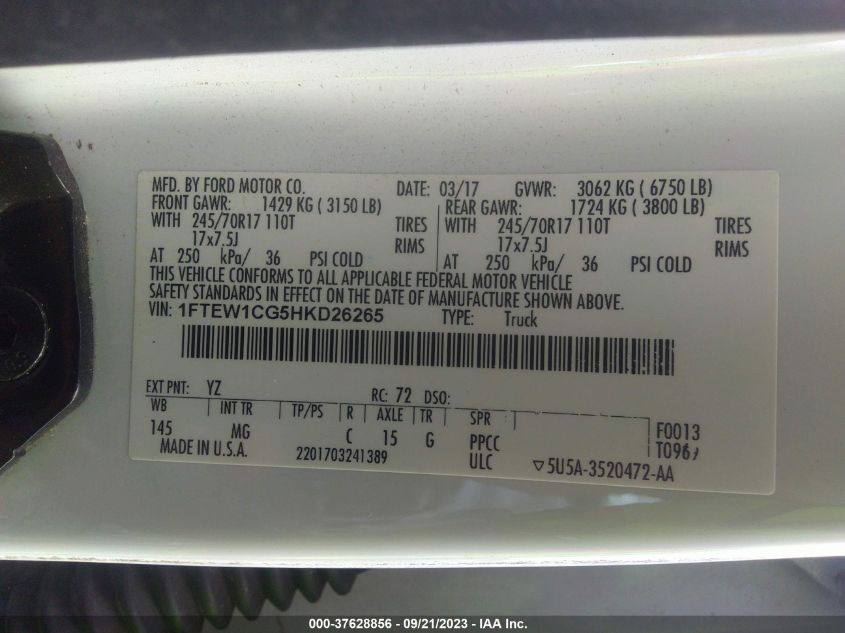 MFD. BY FORD MOTOR CO. DATE: 03/17 GVWR: 3062 KG ( 6750 LB)
FRONT GAWR: 1429 KG ( 3150 LB) REAR GAWR: 1724 KG ( 3800 LB)
WITH 245/70R17 110T TIRES WITH 245/70R17 110T TIRES
17x7.5J RIMS 17x7.5J RIMS
AT 250 kPa/ 36 PSI COLD AT 250 kPa/ 36 PSI COLD
THIS VEHICLE CONFORMS TO ALL APPLICABLE FEDERAL MOTOR VEHICLE
SAFETY STANDARDS IN EFFECT ON THE DATE OF MANUFACTURE SHOWN ABOVE.
VIN: 1FTEW1CG5HKD26265 TYPE: Truck
EXT PNT: YZ RC: 72 DSO:
WB INT TR TP/PS R AXLE TR SPR
145 MG C 15 G PPCC F0013
MADE IN U.S.A. 2201703241389 ULC ▽5U5A-3520472-AA
000-37628856 - 09/21/2023 - IAA Inc.